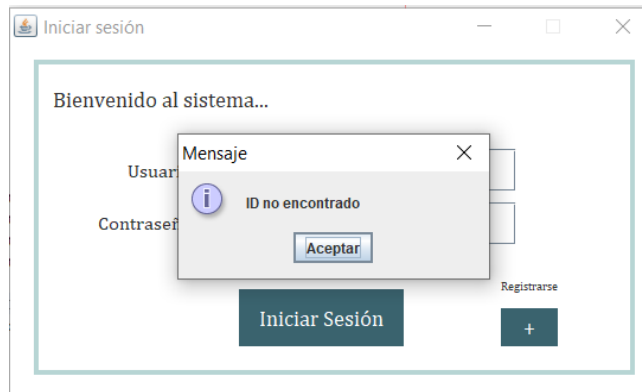 Iniciar sesión
Bienvenido al sistema...
Mensaje
ID no encontrado
Aceptar
Registrarse
Iniciar Sesión
+